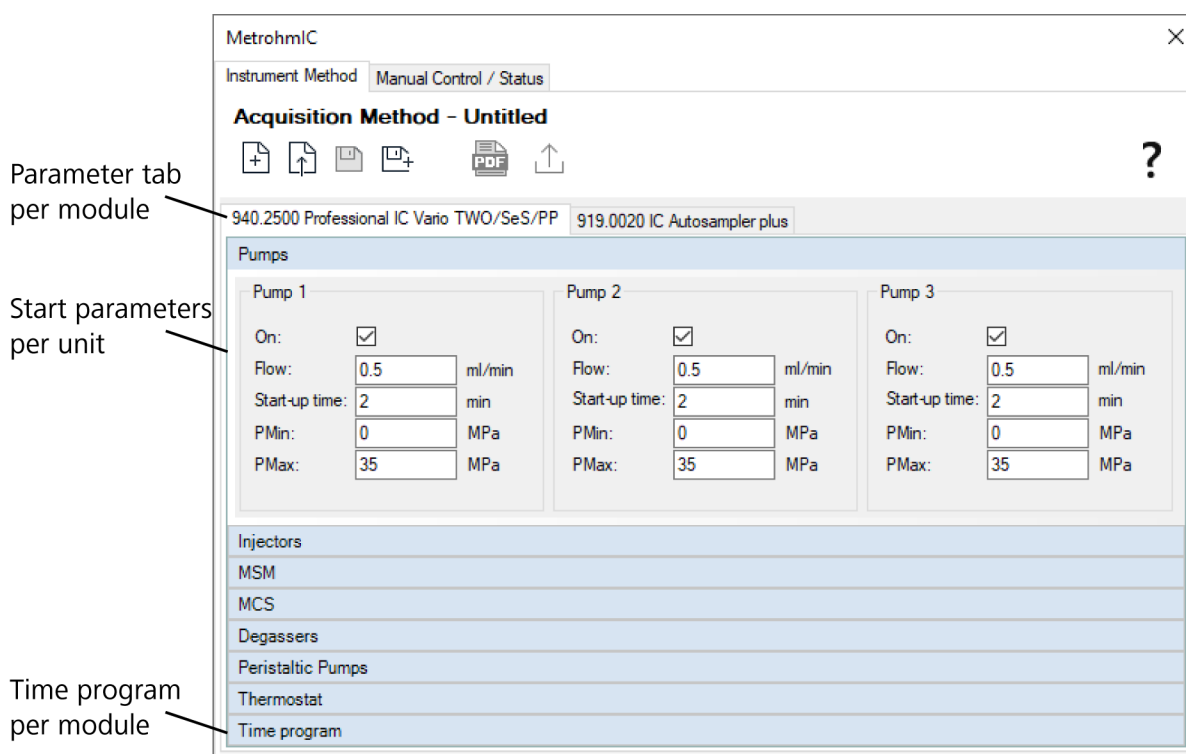 MetrohmIC
Instrument Method Manual Control / Status
Acquisition Method - Untitled
PDF
?
Parameter tab
per module
940.2500 Professional IC Vario TWO/SeS/PP 919.0020 IC Autosampler plus
Pumps
Start parameters
per unit
Pump 1 Pump 2 Pump 3
On: On: On:
Flow: 0.5 ml/min Flow: 0.5 ml/min Flow: 0.5 ml/min
Start-up time: 2 min Start-up time: 2 min Start-up time: 2 min
PMin: 0 MPa PMin: 0 MPa PMin: 0 MPa
PMax: 35 MPa PMax: 35 MPa PMax: 35 MPa
Injectors
MSM
MCS
Degassers
Peristaltic Pumps
Thermostat
Time program
Time program
per module